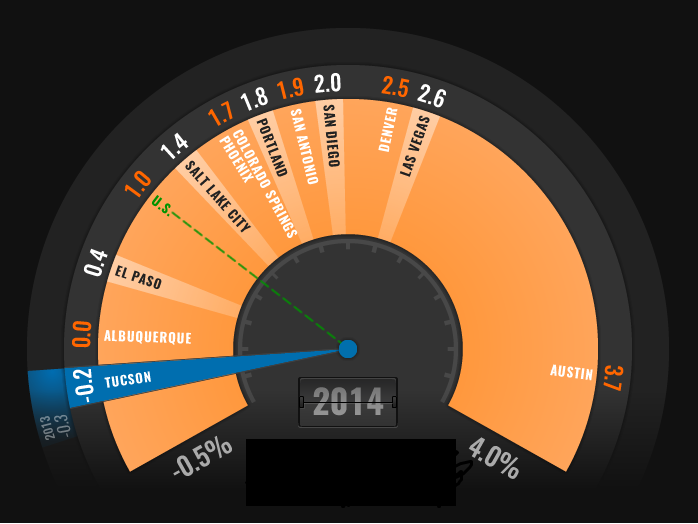 1.0
1.4
1.7
1.8
1.9
2.0
2.5
2.6
0.4
0.0
-0.2
3.7
U.S.
SALT LAKE CITY
PHOENIX
COLORADO SPRINGS
PORTLAND
SAN ANTONIO
SAN DIEGO
DENVER
LAS VEGAS
EL PASO
ALBUQUERQUE
TUCSON
AUSTIN
2013
-0.3
2014
-0.5%
4.0%